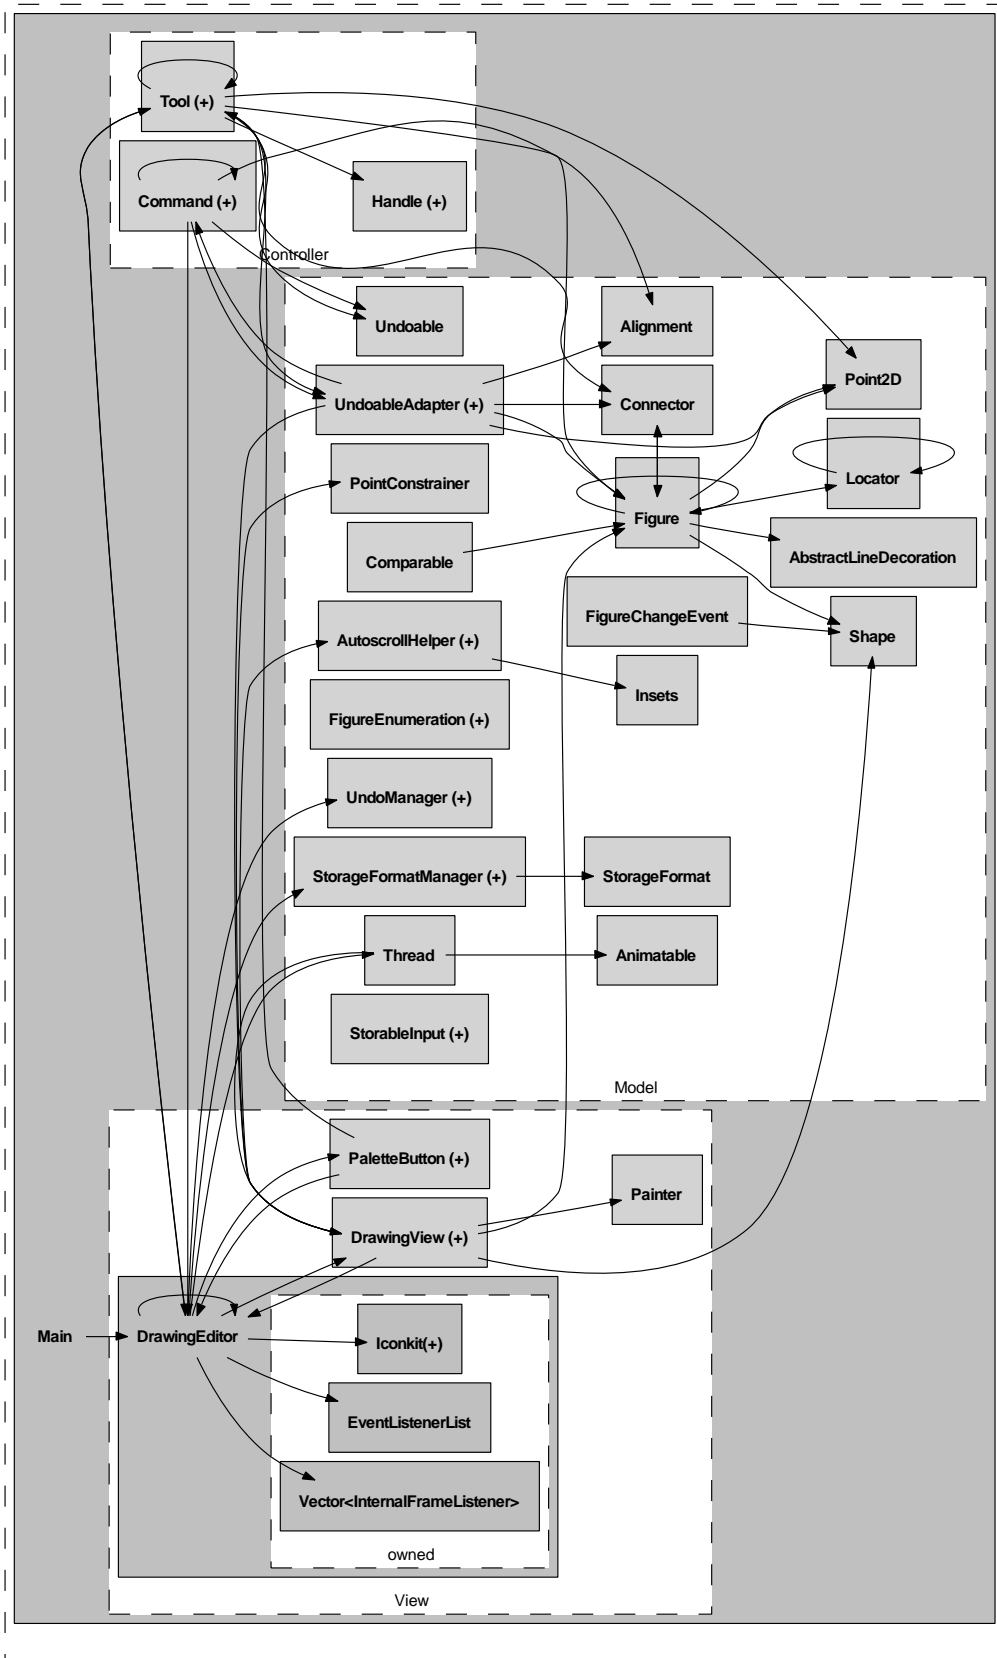 Tool (+)
Command (+)
Handle (+)
Controller
Undoable
Alignment
Point2D
UndoableAdapter (+)
Connector
Locator
PointConstrainer
Figure
Comparable
AbstractLineDecoration
FigureChangeEvent
AutoscrollHelper (+)
Shape
Insets
FigureEnumeration (+)
UndoManager (+)
StorageFormatManager (+)
StorageFormat
Thread
Animatable
StorableInput (+)
Model
PaletteButton (+)
Painter
DrawingView (+)
Main
DrawingEditor
Iconkit(+)
EventListenerList
Vector<InternalFrameListener>
owned
View